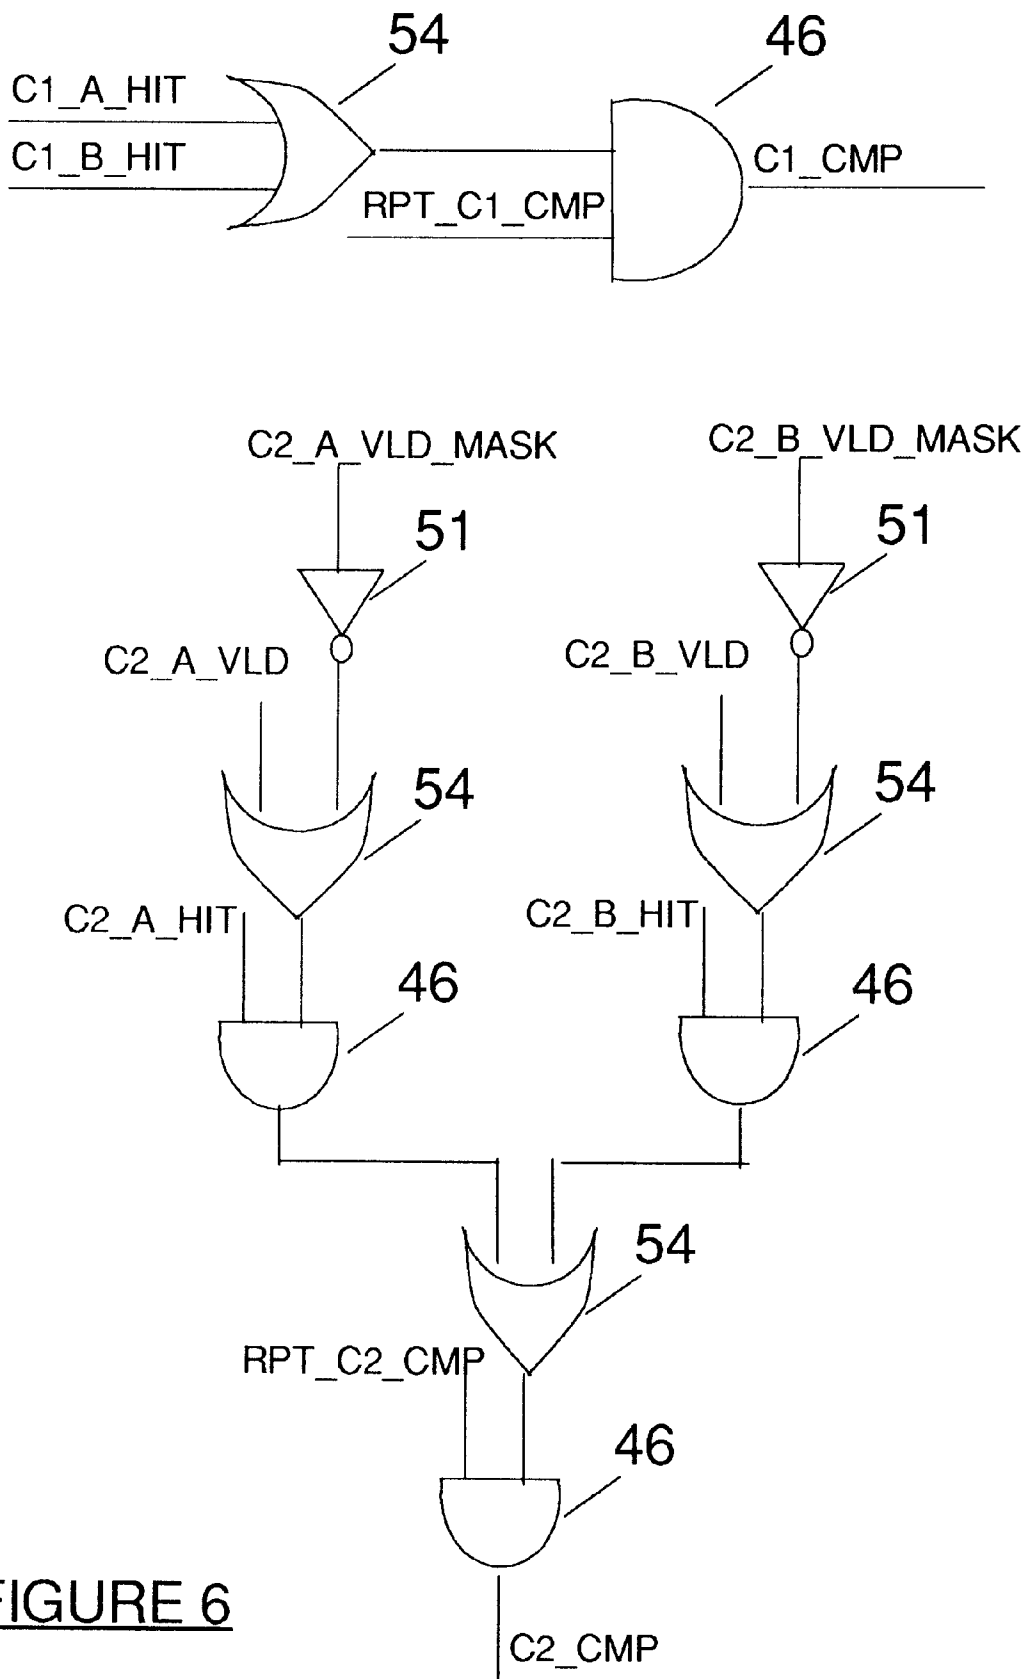 54 46
C1_A_HIT
C1_B_HIT C1_CMP
RPT_C1_CMP
C2_A_VLD_MASK C2_B_VLD_MASK
51 51
C2_A_VLD C2_B_VLD
54 54
C2_A_HIT C2_B_HIT
46 46
54
RPT_C2_CMP
46
FIGURE 6
C2_CMP